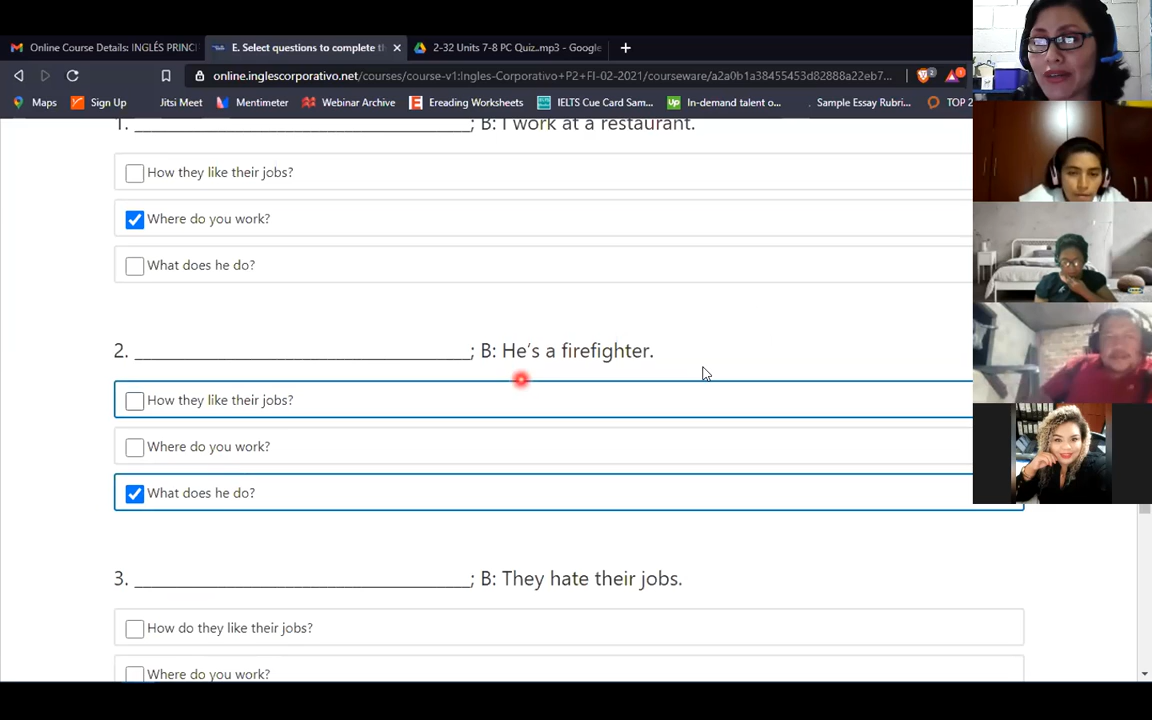 Online Course Details: INGLÉS PRINCI
E. Select questions to complete th
2-32 Units 7-8 PC Quiz..mp3 - Google
online.inglescorporativo.net/courses/course-v1:Ingles-Corporativo+P2+FI-02-2021/courseware/a2a0b1a38455453d82888a22eb7...
Maps
Sign Up
Jitsi Meet
Mentimeter
Webinar Archive
Ereading Worksheets
IELTS Cue Card Sam...
In-demand talent o...
Sample Essay Rubri...
TOP 2
1. ________________________________; B: I work at a restaurant.
How they like their jobs?
Where do you work?
What does he do?
2. ________________________________; B: He's a firefighter.
How they like their jobs?
Where do you work?
What does he do?
3. ________________________________; B: They hate their jobs.
How do they like their jobs?
Where do you work?